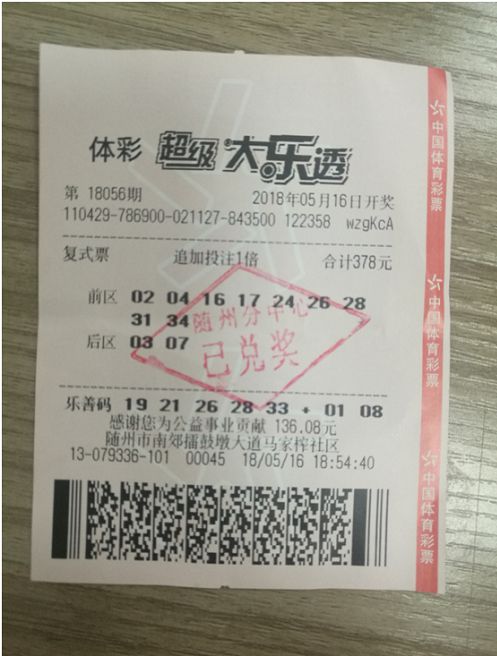 体彩 超级大乐透
第 18056期 2018年05月16日开奖
110429-786900-021127-843500 122358 wzgKcA
复式票 追加投注1倍 合计378元
前区 02 04 16 17 24 26 28
31 34
后区 03 07
随州分中心
已兑奖
乐善码 19 21 26 28 33 + 01 08
感谢您为公益事业贡献 136.08元
随州市南郊擂鼓墩大道马家榨社区
13-079336-101 00045 18/05/16 18:54:40
中国体育彩票
中国体育彩票
中国体育彩票